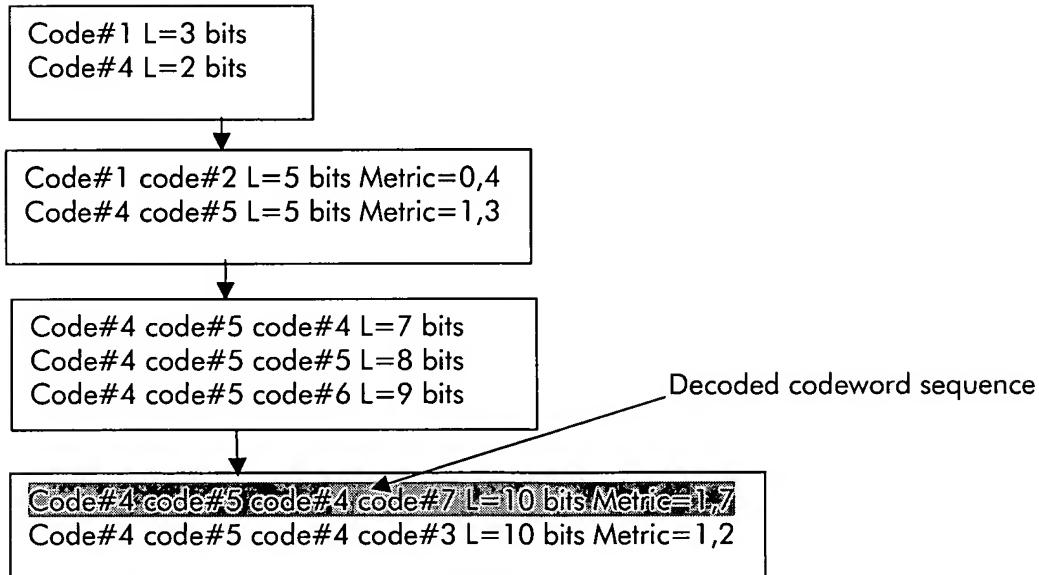 Code#1 L=3 bits
Code#4 L=2 bits
Code#1 code#2 L=5 bits Metric=0,4
Code#4 code#5 L=5 bits Metric=1,3
Code#4 code#5 code#4 L=7 bits
Code#4 code#5 code#5 L=8 bits
Code#4 code#5 code#6 L=9 bits
Decoded codeword sequence
Code#4 code#5 code#4 code#7 L=10 bits Metric=1,7
Code#4 code#5 code#4 code#3 L=10 bits Metric=1,2